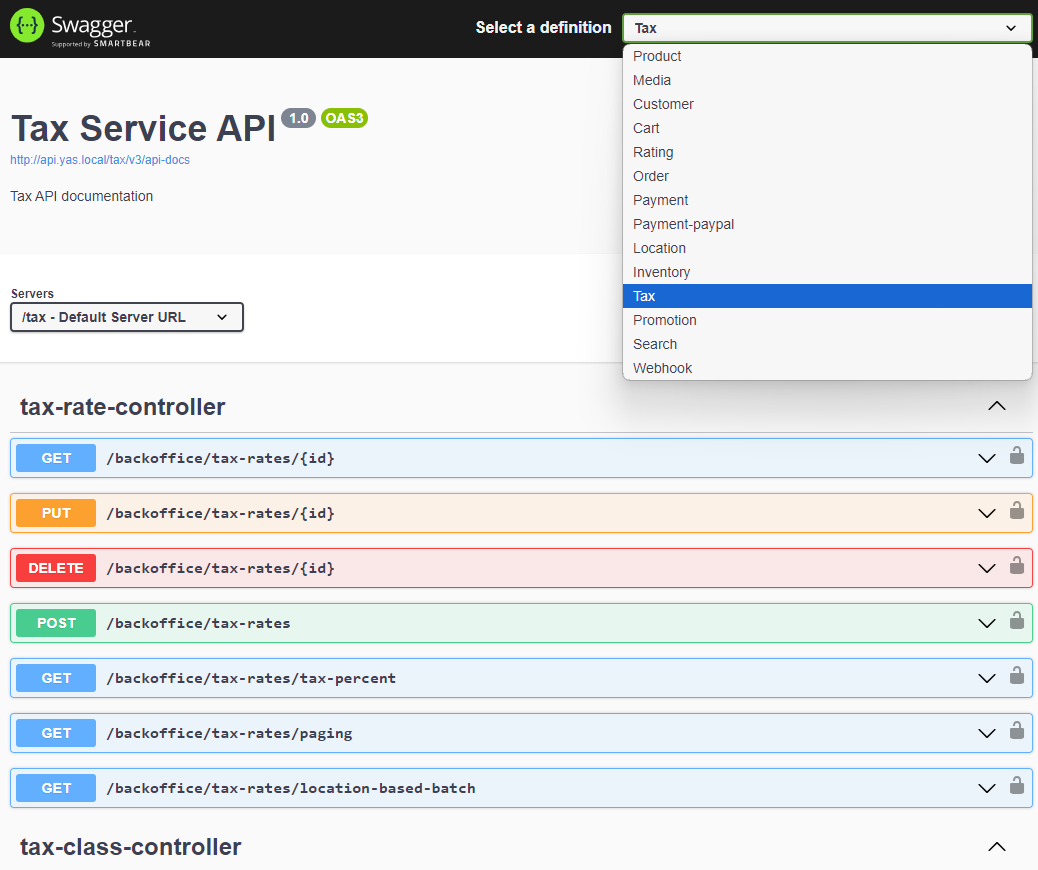 Swagger.
Supported by SMARTBEAR
Select a definition
Tax
Product
Media
Customer
Cart
Rating
Order
Payment
Payment-paypal
Location
Inventory
Tax
Promotion
Search
Webhook
Tax Service API 1.0 OAS3
http://api.yas.local/tax/v3/api-docs
Tax API documentation
Servers
/tax - Default Server URL
tax-rate-controller
GET /backoffice/tax-rates/{id}
PUT /backoffice/tax-rates/{id}
DELETE /backoffice/tax-rates/{id}
POST /backoffice/tax-rates
GET /backoffice/tax-rates/tax-percent
GET /backoffice/tax-rates/paging
GET /backoffice/tax-rates/location-based-batch
tax-class-controller